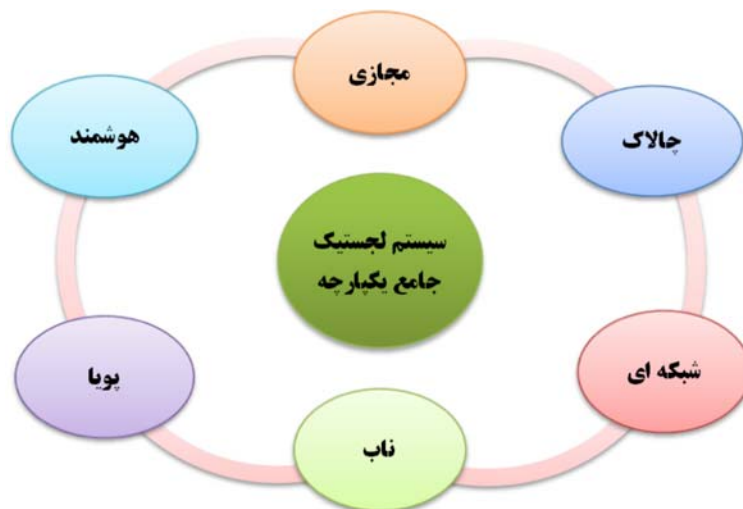 مجازی
چالاک
هوشمند
سیستم لجستیک
جامع یکپارچه
شبکه ای
پویا
ناب